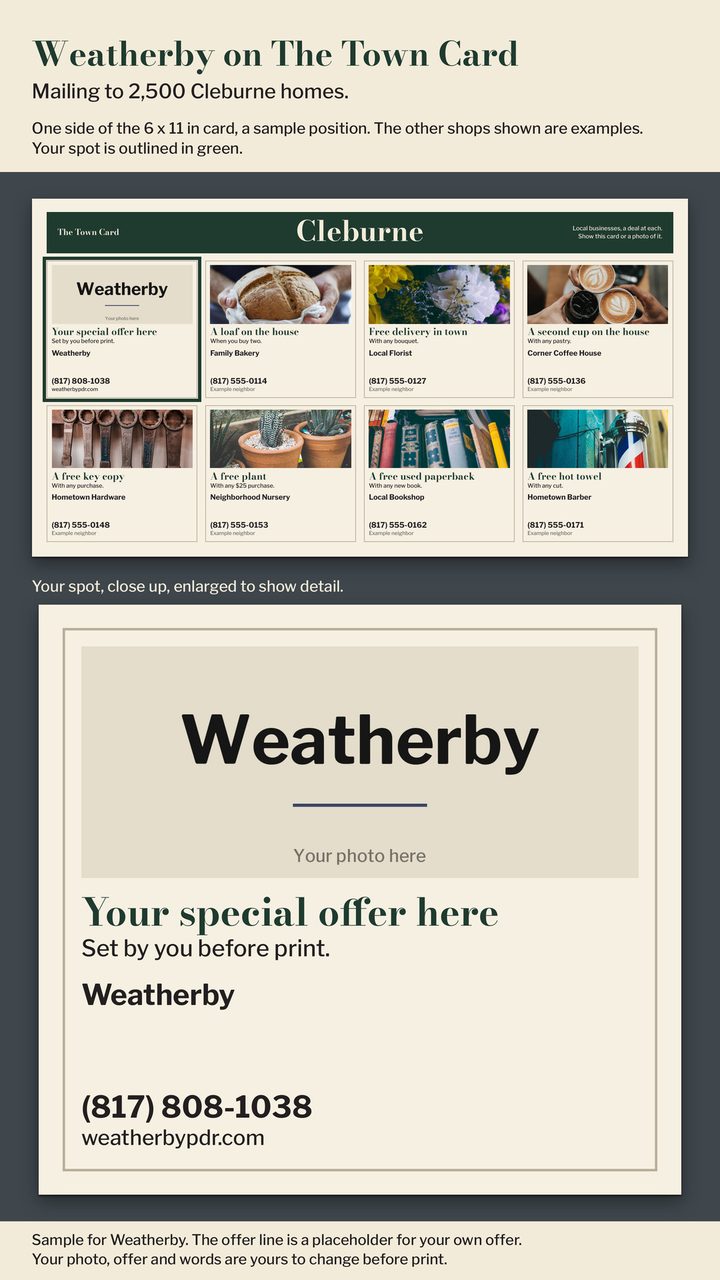 Weatherby on The Town Card
Mailing to 2,500 Cleburne homes.
One side of the 6 x 11 in card, a sample position. The other shops shown are examples.
Your spot is outlined in green.
The Town Card
Cleburne
Local businesses, a deal at each.
Show this card or a photo of it.
Weatherby
Your photo here
Your special offer here
Set by you before print.
Weatherby
(817) 808-1038
weatherbypdr.com
A loaf on the house
When you buy two.
Family Bakery
(817) 555-0114
Example neighbor
Free delivery in town
With any bouquet.
Local Florist
(817) 555-0127
Example neighbor
A second cup on the house
With any pastry.
Corner Coffee House
(817) 555-0136
Example neighbor
A free key copy
With any purchase.
Hometown Hardware
(817) 555-0148
Example neighbor
A free plant
With any $25 purchase.
Neighborhood Nursery
(817) 555-0153
Example neighbor
A free used paperback
With any new book.
Local Bookshop
(817) 555-0162
Example neighbor
A free hot towel
With any cut.
Hometown Barber
(817) 555-0171
Example neighbor
Your spot, close up, enlarged to show detail.
Weatherby
Your photo here
Your special offer here
Set by you before print.
Weatherby
(817) 808-1038
weatherbypdr.com
Sample for Weatherby. The offer line is a placeholder for your own offer.
Your photo, offer and words are yours to change before print.